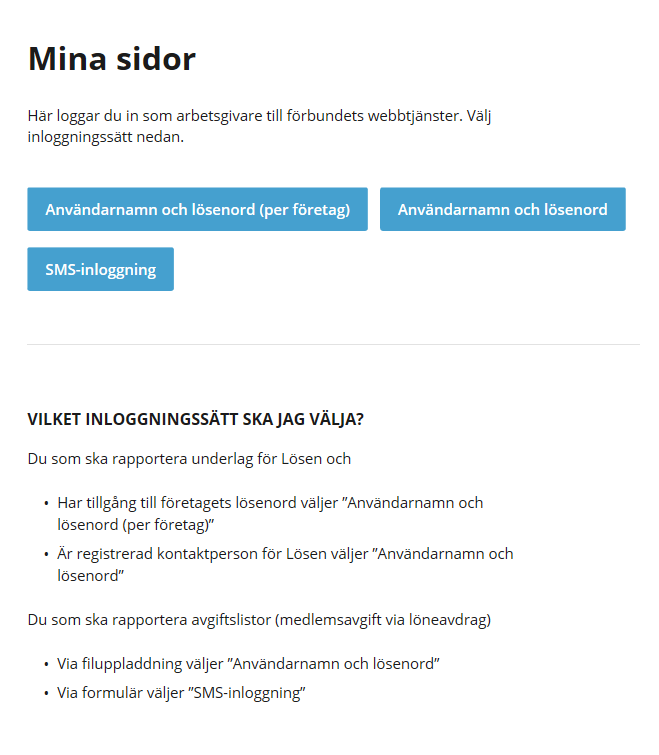 Mina sidor
Här loggar du in som arbetsgivare till förbundets webbtjänster. Välj
inloggningssätt nedan.
Användarnamn och lösenord (per företag)
Användarnamn och lösenord
SMS-inloggning
VILKET INLOGGNINGSSÄTT SKA JAG VÄLJA?
Du som ska rapportera underlag för Lösen och
• Har tillgång till företagets lösenord väljer ”Användarnamn och
lösenord (per företag)”
• Är registrerad kontaktperson för Lösen väljer ”Användarnamn och
lösenord”
Du som ska rapportera avgiftslistor (medlemsavgift via löneavdrag)
• Via filuppladdning väljer ”Användarnamn och lösenord”
• Via formulär väljer ”SMS-inloggning”